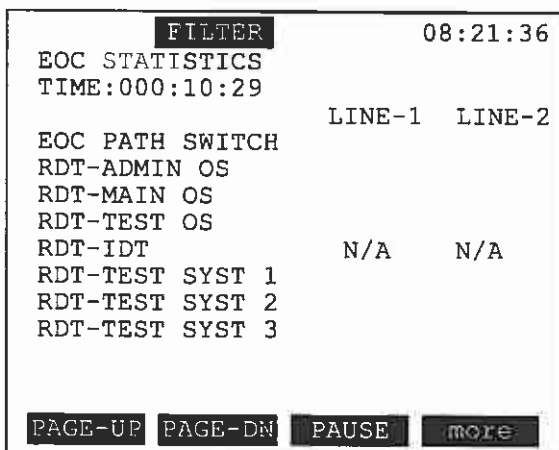 FILTER 08:21:36
EOC STATISTICS
TIME:000:10:29
LINE-1 LINE-2
EOC PATH SWITCH
RDT-ADMIN OS
RDT-MAIN OS
RDT-TEST OS
RDT-IDT N/A N/A
RDT-TEST SYST 1
RDT-TEST SYST 2
RDT-TEST SYST 3
PAGE-UP PAGE-DN PAUSE more